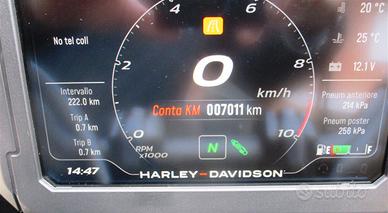 No tel coll
20 °C
25 °C
12.1 V
Intervallo
222.0 km
Trip A
0.7 km
Trip B
0.7 km
2
4
6
8
0
10
0
km/h
Conta KM 007011 km
RPM
x1000
N
Pneum anteriore
214 kPa
Pneum poster
256 kPa
E
F
14:47
HARLEY-DAVIDSON
subito